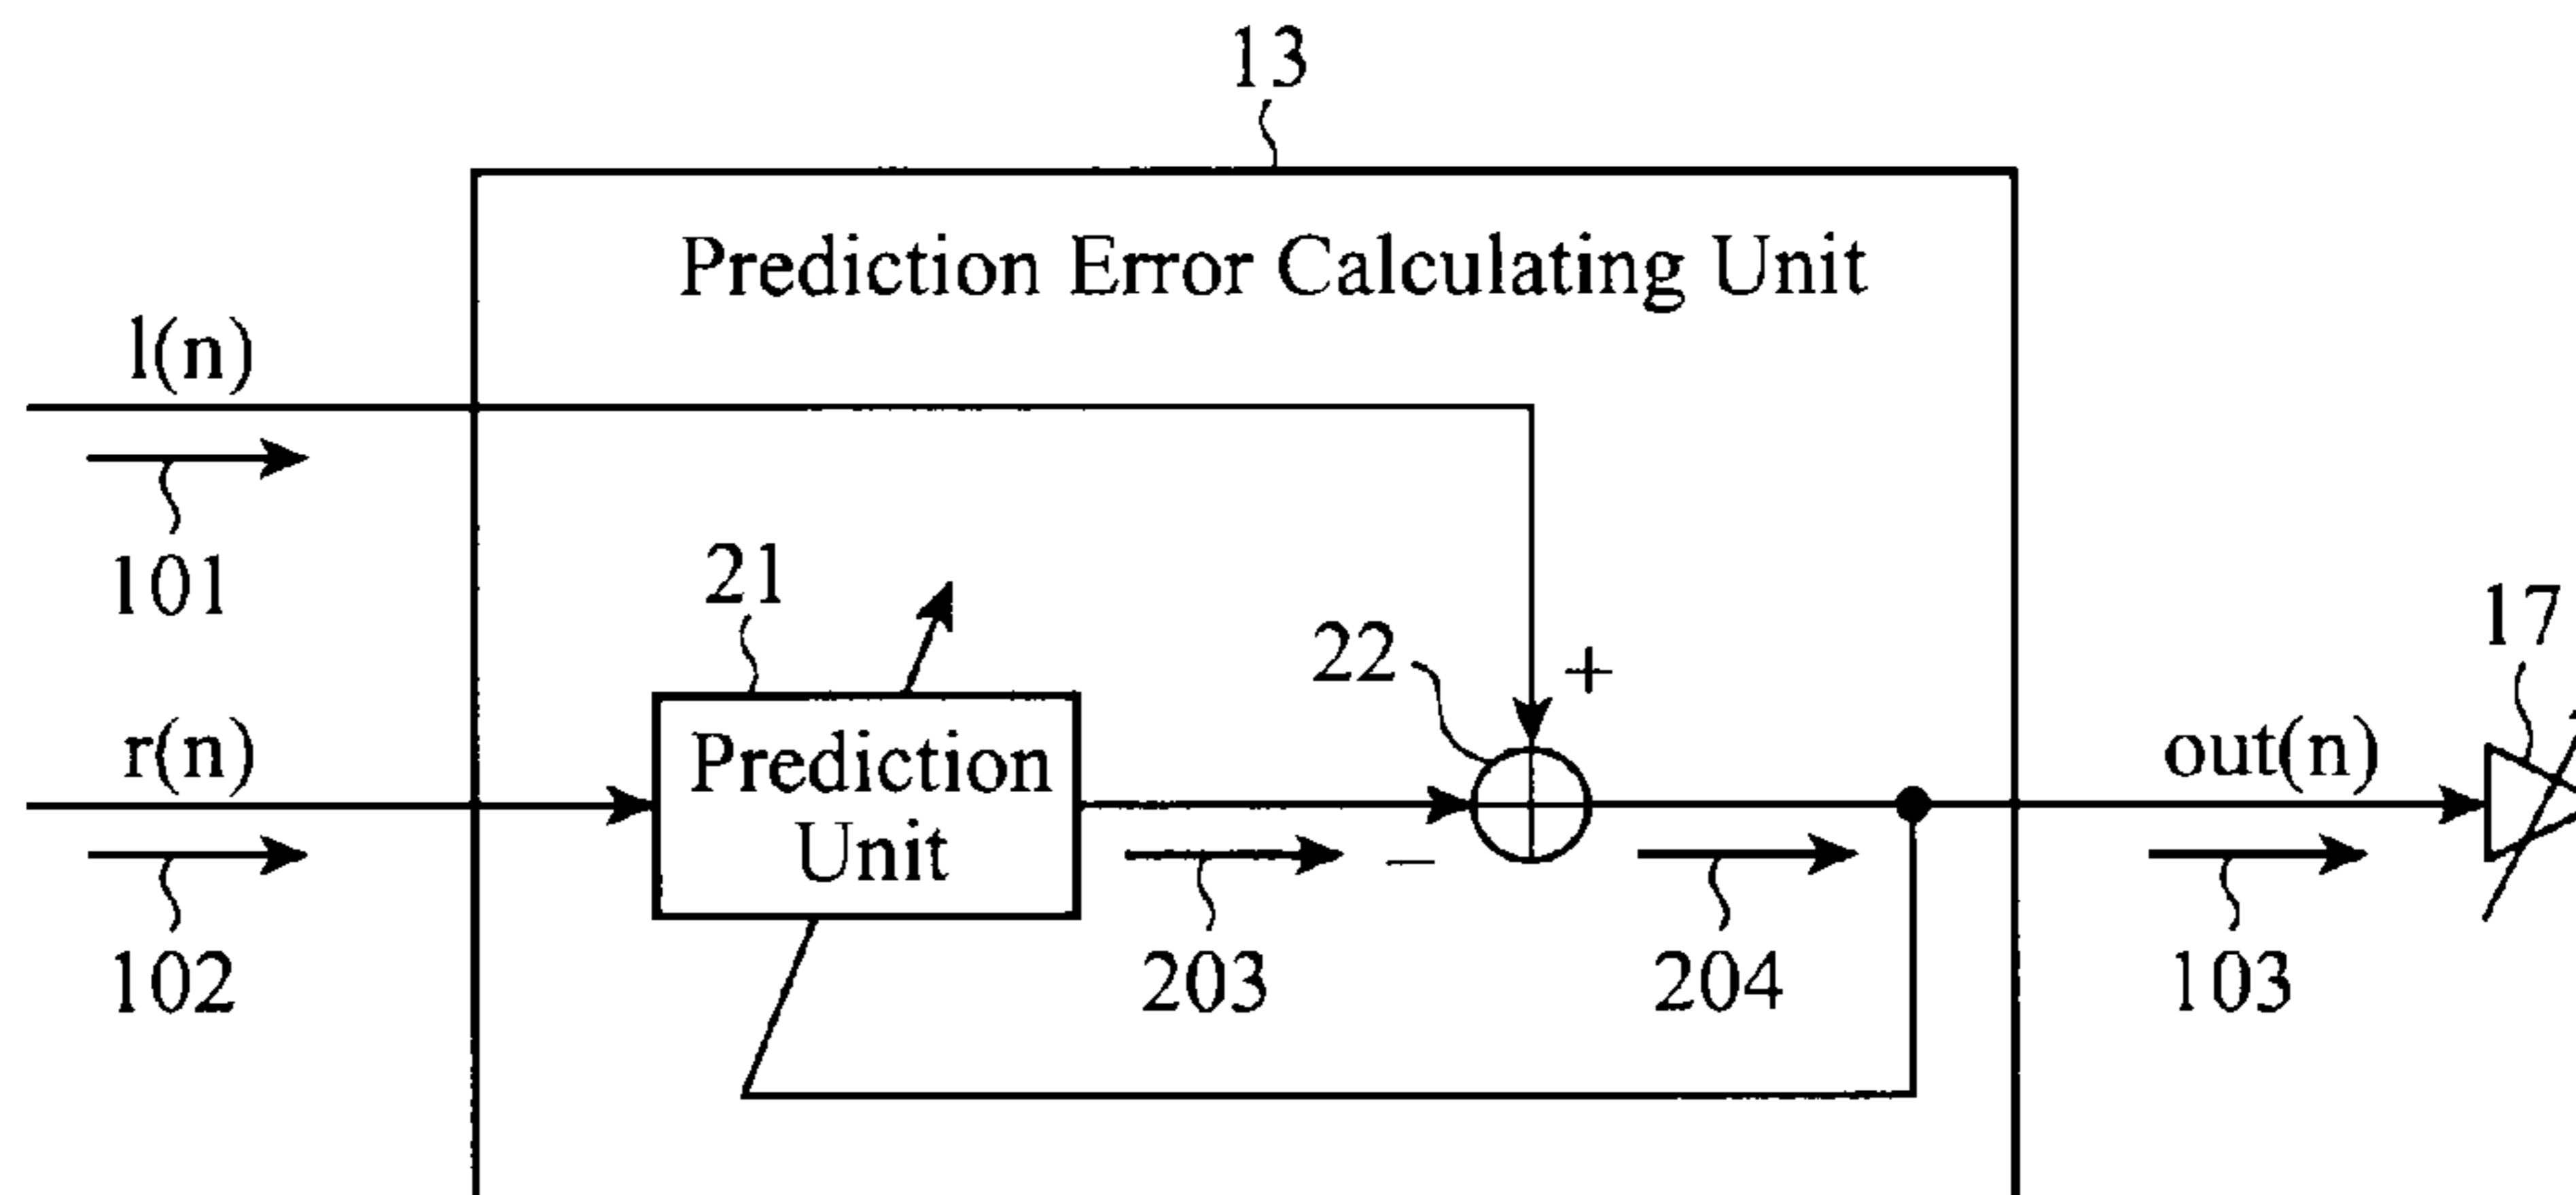 13
Prediction Error Calculating Unit
l(n)
101
21
22
+
17
r(n)
Prediction
Unit
out(n)
−
102
203
204
103